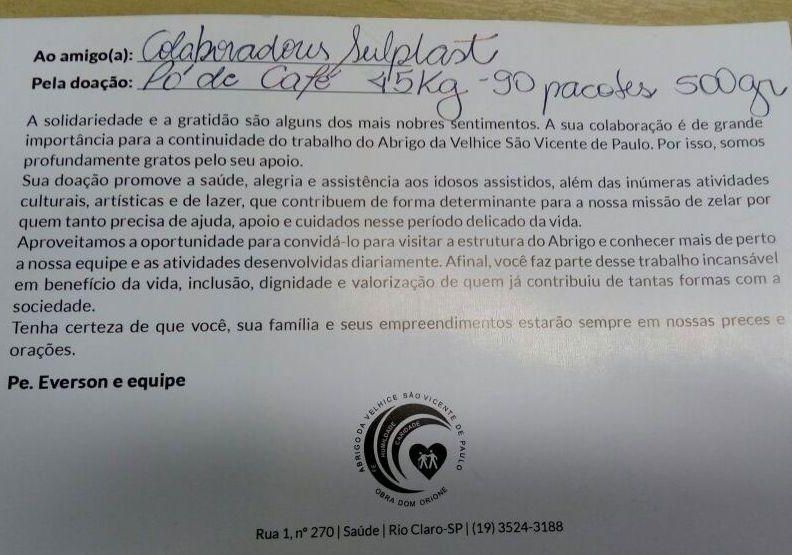 Ao amigo(a): Colaboradores Sulplast
Pela doação: Pó de Café 45Kg - 90 pacotes 500gr
A solidariedade e a gratidão são alguns dos mais nobres sentimentos. A sua colaboração é de grande
importância para a continuidade do trabalho do Abrigo da Velhice São Vicente de Paulo. Por isso, somos
profundamente gratos pelo seu apoio.
Sua doação promove a saúde, alegria e assistência aos idosos assistidos, além das inúmeras atividades
culturais, artísticas e de lazer, que contribuem de forma determinante para a nossa missão de zelar por
quem tanto precisa de ajuda, apoio e cuidados nesse período delicado da vida.
Aproveitamos a oportunidade para convidá-lo para visitar a estrutura do Abrigo e conhecer mais de perto
a nossa equipe e as atividades desenvolvidas diariamente. Afinal, você faz parte desse trabalho incansável
em benefício da vida, inclusão, dignidade e valorização de quem já contribuiu de tantas formas com a
sociedade.
Tenha certeza de que você, sua família e seus empreendimentos estarão sempre em nossas preces e
orações.
Pe. Everson e equipe
ABRIGO DA VELHICE SÃO VICENTE DE PAULO
FÉ HUMILDADE CARIDADE
OBRA DOM ORIONE
Rua 1, nº 270 | Saúde | Rio Claro-SP | (19) 3524-3188